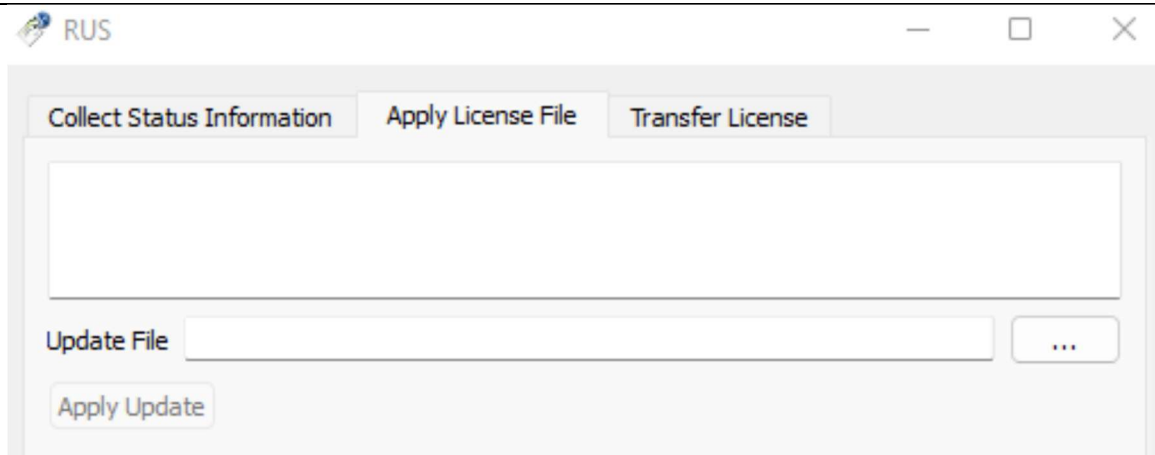 RUS
Collect Status Information Apply License File Transfer License
Update File ...
Apply Update